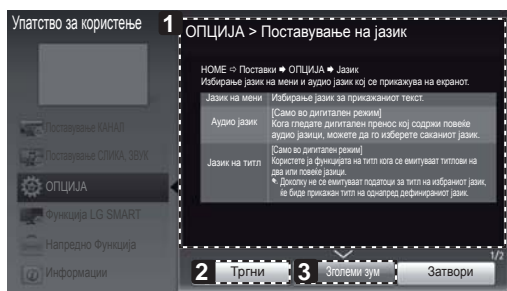 Упатство за користење
1
ОПЦИЈА > Поставување на јазик
HOME ⇨ Поставки ➡ ОПЦИЈА ➡ Јазик
Избирање јазик на мени и аудио јазик кој се прикажува на екранот.
Јазик на мени Избирање јазик за прикажаниот текст.
[Само во дигитален режим]
Аудио јазик Кога гледате дигитален пренос кој содржи повеќе
аудио јазици, можете да го изберете саканиот јазик.
[Само во дигитален режим]
Јазик на титл Користете ја функцијата на титл кога се емитуваат титлови на
два или повеќе јазици.
Доколку не се емитуваат податоци за титл на избраниот јазик,
ќе биде прикажан титл на однапред дефинираниот јазик.
Поставување КАНАЛ
Поставување СЛИКА, ЗВУК
ОПЦИЈА
Функција LG SMART
Напредно Функција
Информации
1/2
2 Тргни
3 Зголеми зум
Затвори